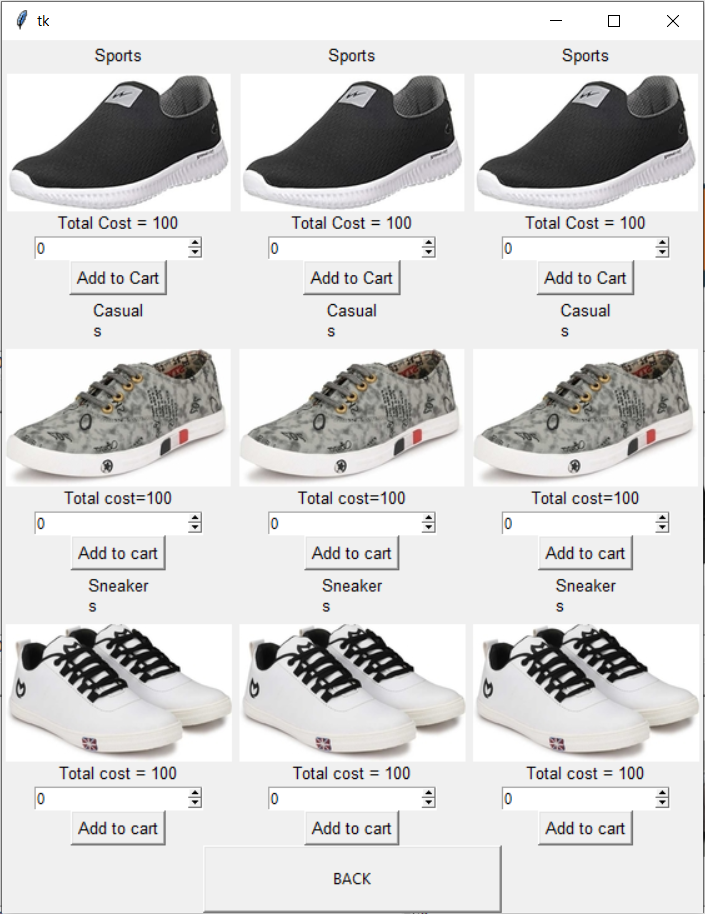 tk
Sports Sports Sports
Total Cost = 100 Total Cost = 100 Total Cost = 100
0 0 0
Add to Cart Add to Cart Add to Cart
Casual Casual Casual
s s s
Total cost=100 Total cost=100 Total cost=100
0 0 0
Add to cart Add to cart Add to cart
Sneaker Sneaker Sneaker
s s s
Total cost = 100 Total cost = 100 Total cost = 100
0 0 0
Add to cart Add to cart Add to cart
BACK